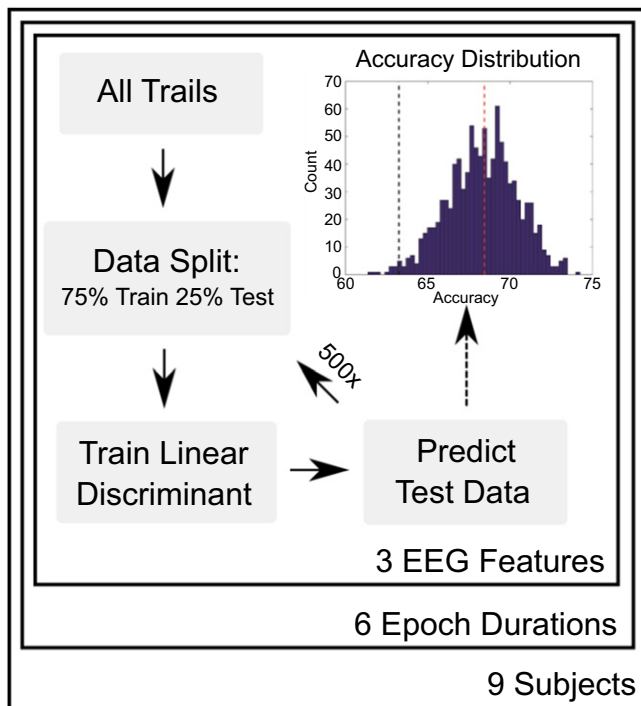 All Trails
Data Split:
75% Train 25% Test
Train Linear
Discriminant
Predict
Test Data
500x
Accuracy Distribution
Count
70
60
50
40
30
20
10
0
60
65
70
75
Accuracy
3 EEG Features
6 Epoch Durations
9 Subjects